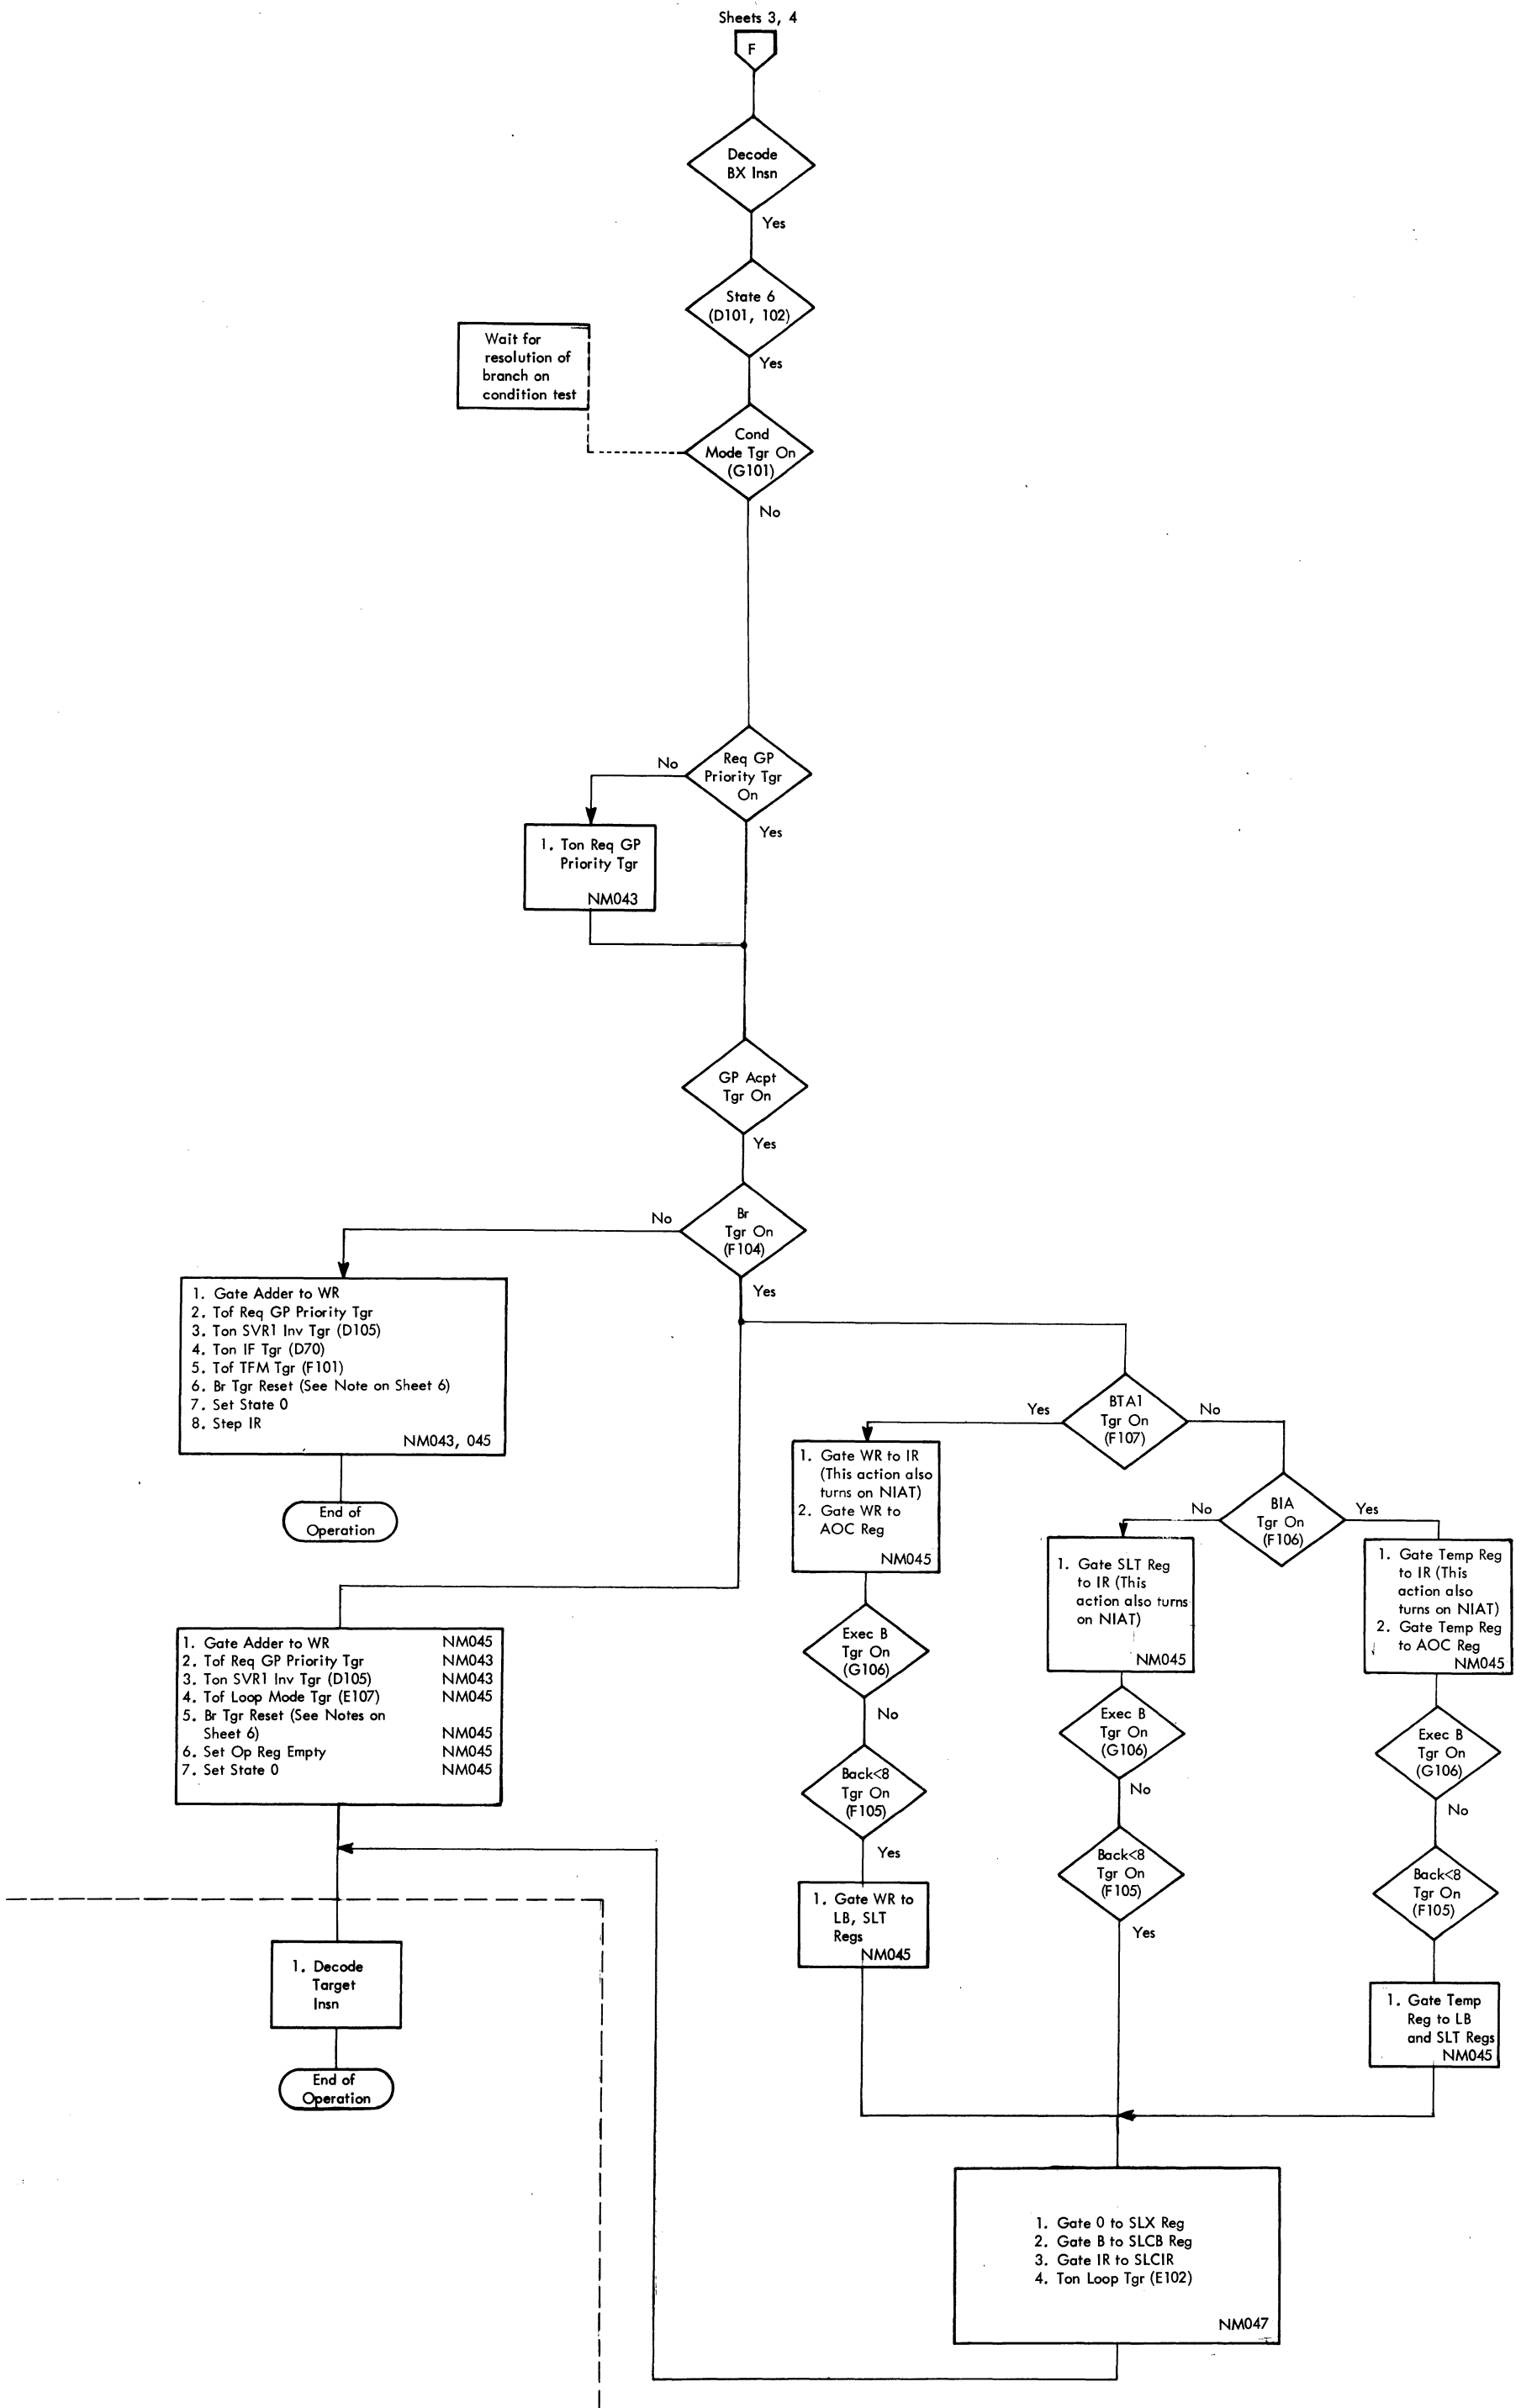 Sheets 3, 4
F
Decode
BX Insn
Yes
State 6
(D101, 102)
Yes
Wait for
resolution of
branch on
condition test
Cond
Mode Tgr On
(G101)
No
Req GP
Priority Tgr
On
No
Yes
1. Ton Req GP
Priority Tgr
NM043
GP Acpt
Tgr On
Yes
Br
Tgr On
(F104)
No
Yes
1. Gate Adder to WR
2. Tof Req GP Priority Tgr
3. Ton SVR1 Inv Tgr (D105)
4. Ton IF Tgr (D70)
5. Tof TFM Tgr (F101)
6. Br Tgr Reset (See Note on Sheet 6)
7. Set State 0
8. Step IR
NM043, 045
End of
Operation
BTA1
Tgr On
(F107)
Yes
No
1. Gate WR to IR
(This action also
turns on NIAT)
2. Gate WR to
AOC Reg
NM045
BIA
Tgr On
(F106)
No
Yes
1. Gate SLT Reg
to IR (This
action also turns
on NIAT)
NM045
1. Gate Temp Reg
to IR (This
action also
turns on NIAT)
2. Gate Temp Reg
to AOC Reg
NM045
1. Gate Adder to WR NM045
2. Tof Req GP Priority Tgr NM043
3. Ton SVR1 Inv Tgr (D105) NM043
4. Tof Loop Mode Tgr (E107) NM045
5. Br Tgr Reset (See Notes on
Sheet 6) NM045
6. Set Op Reg Empty NM045
7. Set State 0 NM045
Exec B
Tgr On
(G106)
No
Back<8
Tgr On
(F105)
Yes
1. Gate WR to
LB, SLT
Regs
NM045
Exec B
Tgr On
(G106)
No
Back<8
Tgr On
(F105)
Yes
Exec B
Tgr On
(G106)
No
Back<8
Tgr On
(F105)
1. Gate Temp
Reg to LB
and SLT Regs
NM045
1. Decode
Target
Insn
End of
Operation
1. Gate 0 to SLX Reg
2. Gate B to SLCB Reg
3. Gate IR to SLCIR
4. Ton Loop Tgr (E102)
NM047